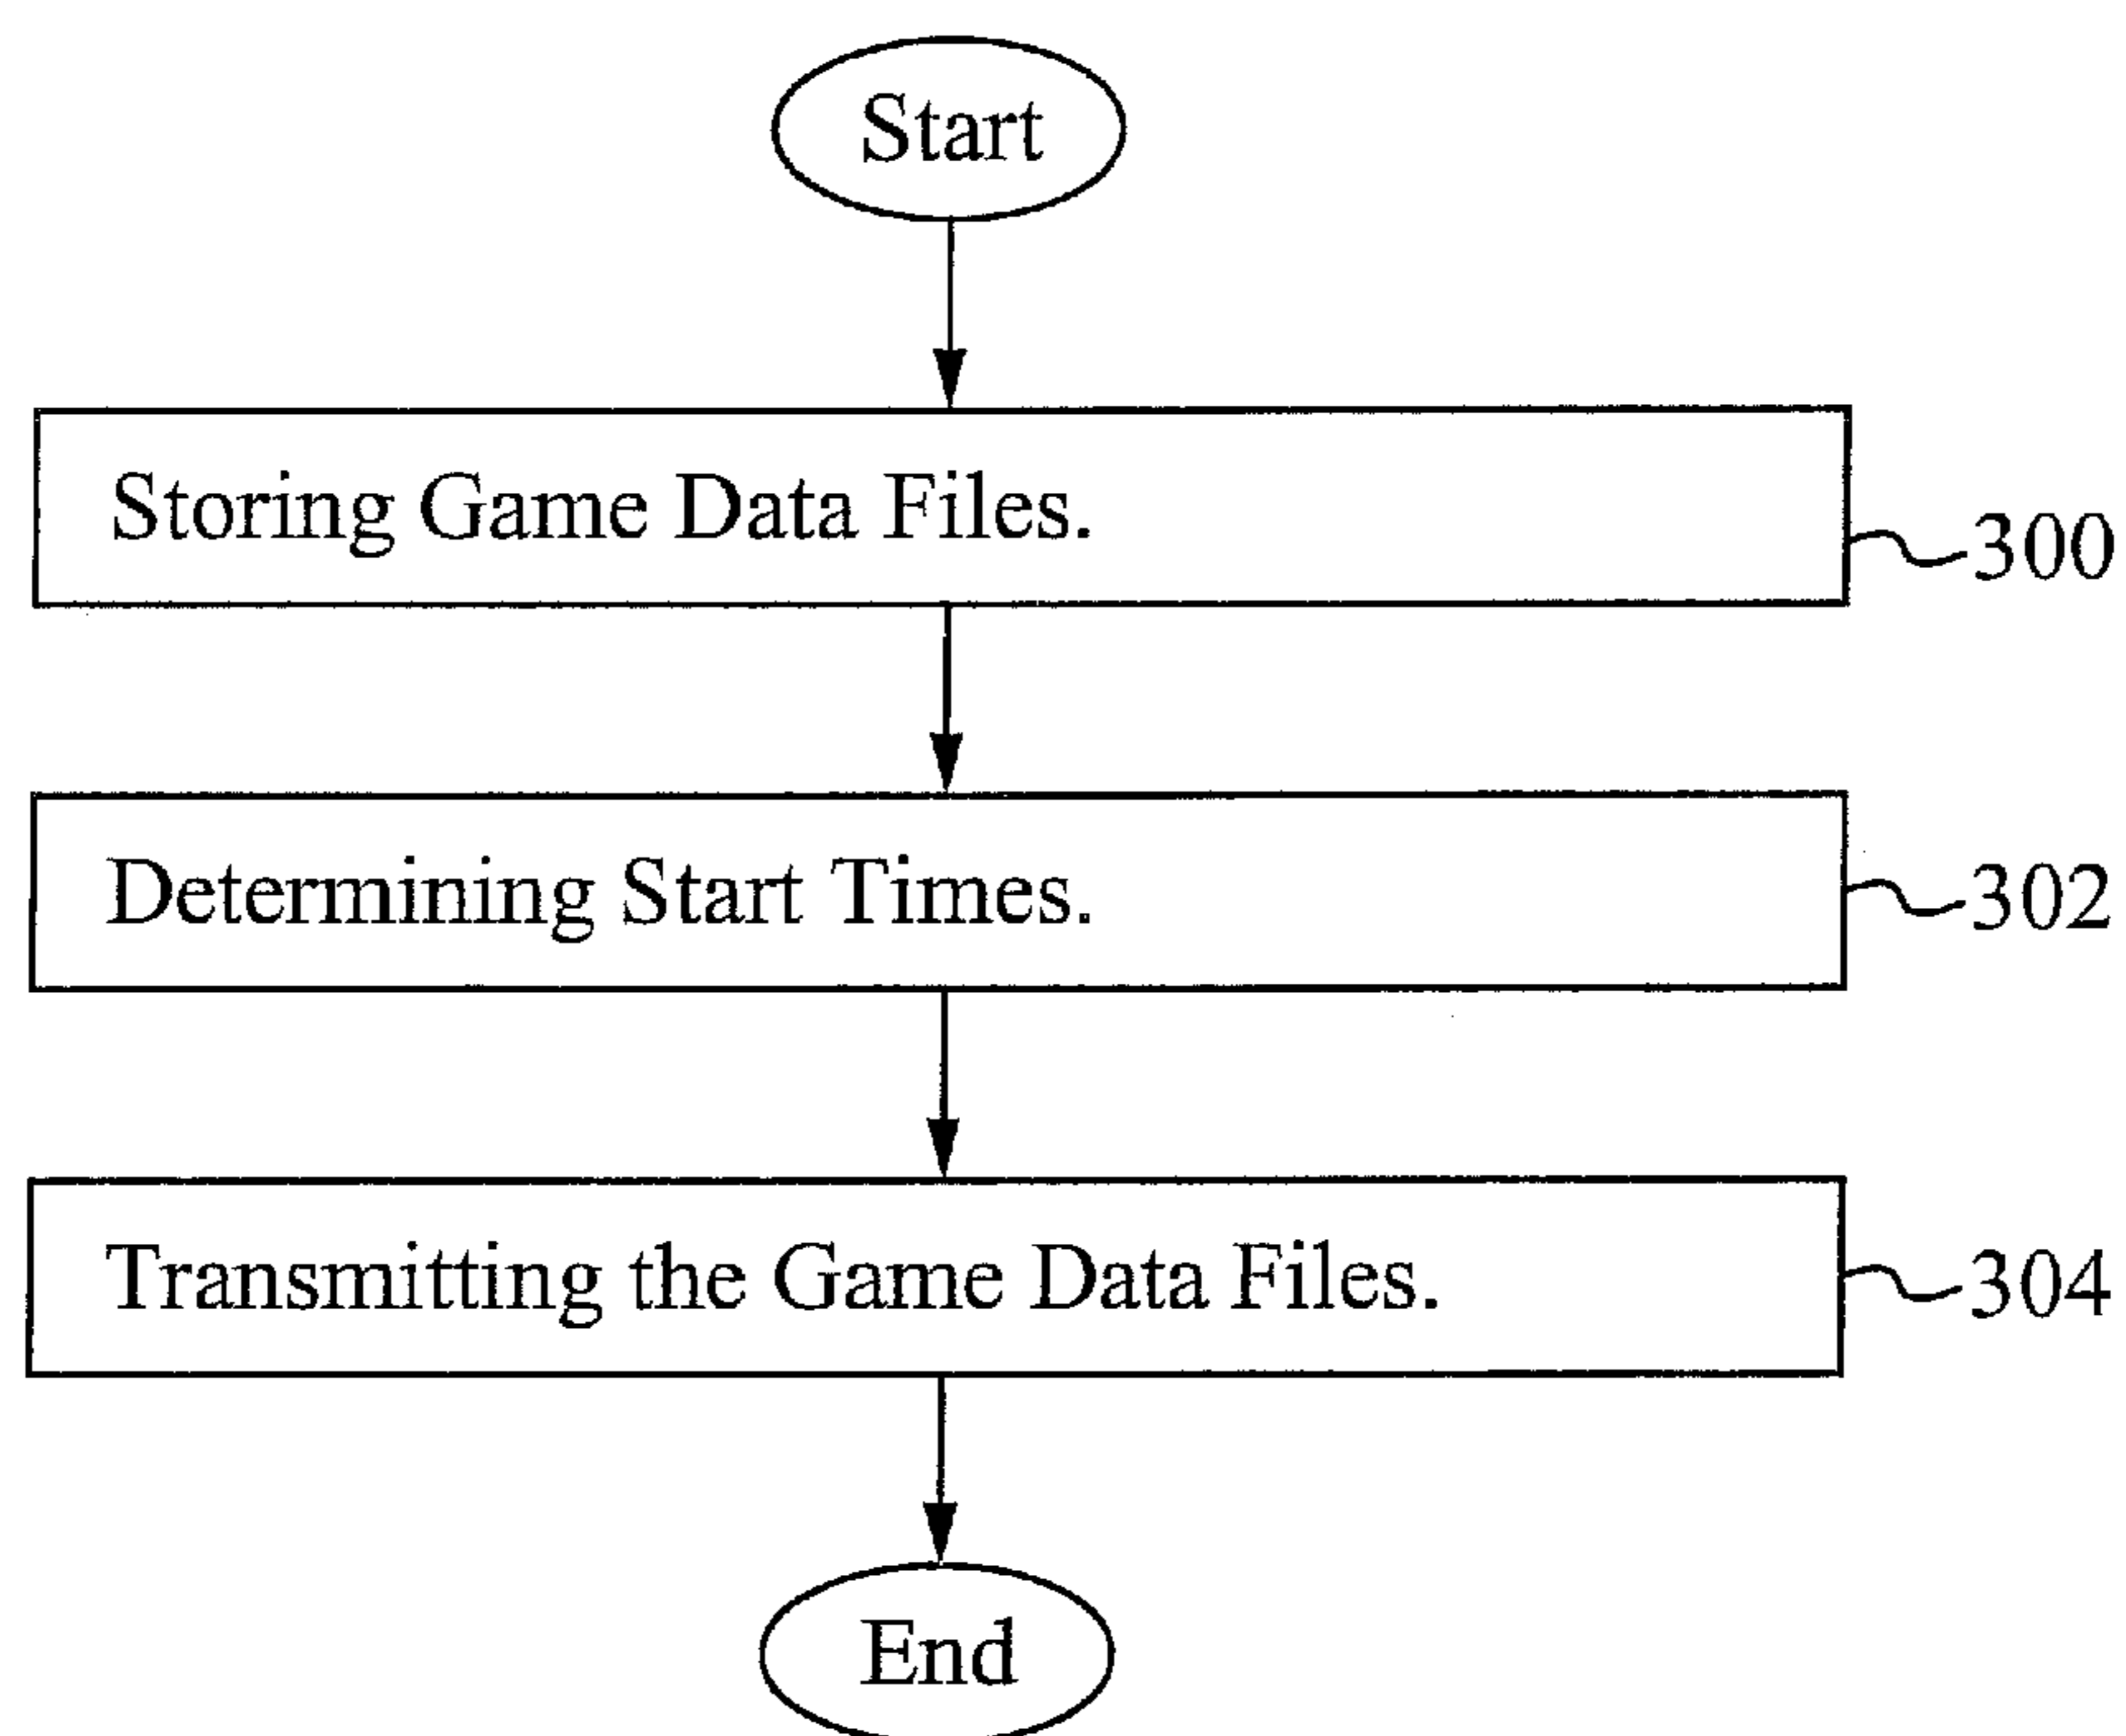 Start
Storing Game Data Files.
300
Determining Start Times.
302
Transmitting the Game Data Files.
304
End